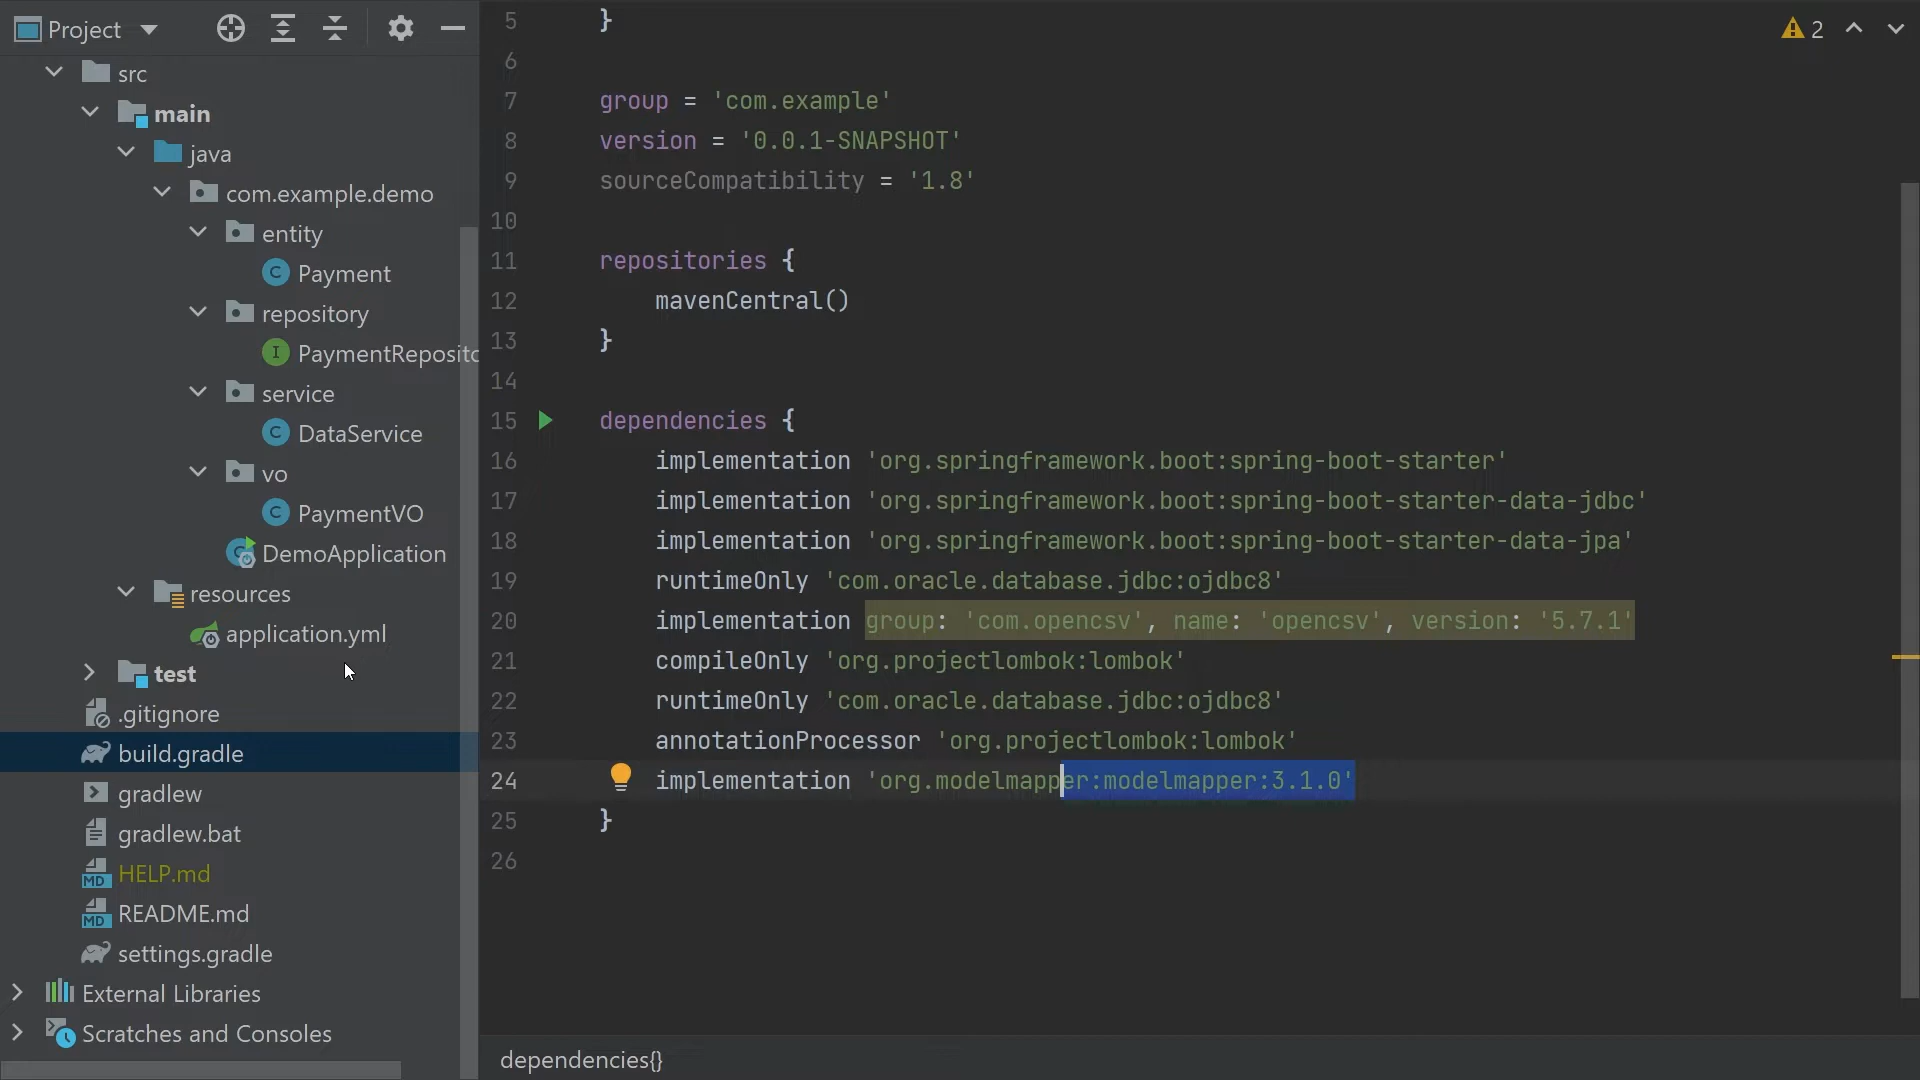 Project
src
main
java
com.example.demo
entity
C Payment
repository
I PaymentReposito
service
C DataService
vo
C PaymentVO
DemoApplication
resources
application.yml
test
.gitignore
build.gradle
gradlew
gradlew.bat
MD HELP.md
MD README.md
settings.gradle
External Libraries
Scratches and Consoles
2
5 }
6
7 group = 'com.example'
8 version = '0.0.1-SNAPSHOT'
9 sourceCompatibility = '1.8'
10
11 repositories {
12 mavenCentral()
13 }
14
15 dependencies {
16 implementation 'org.springframework.boot:spring-boot-starter'
17 implementation 'org.springframework.boot:spring-boot-starter-data-jdbc'
18 implementation 'org.springframework.boot:spring-boot-starter-data-jpa'
19 runtimeOnly 'com.oracle.database.jdbc:ojdbc8'
20 implementation group: 'com.opencsv', name: 'opencsv', version: '5.7.1'
21 compileOnly 'org.projectlombok:lombok'
22 runtimeOnly 'com.oracle.database.jdbc:ojdbc8'
23 annotationProcessor 'org.projectlombok:lombok'
24 implementation 'org.modelmapper:modelmapper:3.1.0'
25 }
26
dependencies{}